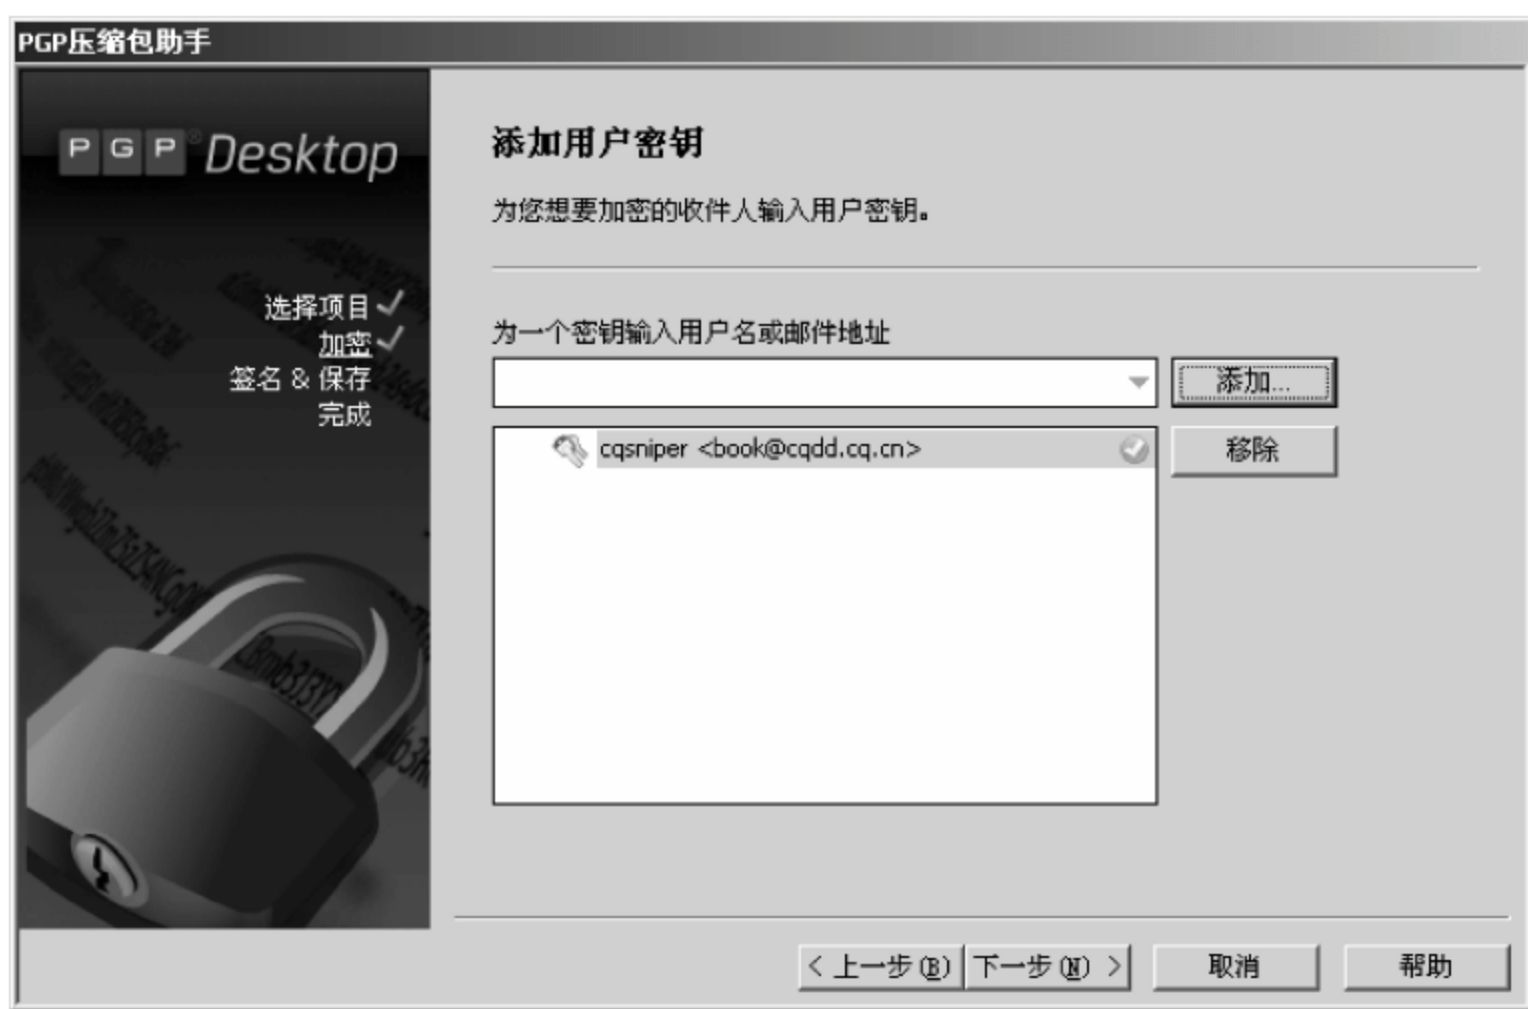 PGP压缩包助手
PGP® Desktop
选择项目
加密
签名 & 保存
完成
添加用户密钥
为您想要加密的收件人输入用户密钥。
为一个密钥输入用户名或邮件地址
添加...
cqsniper <book@cqdd.cq.cn>
移除
< 上一步(B) 下一步(N) > 取消 帮助